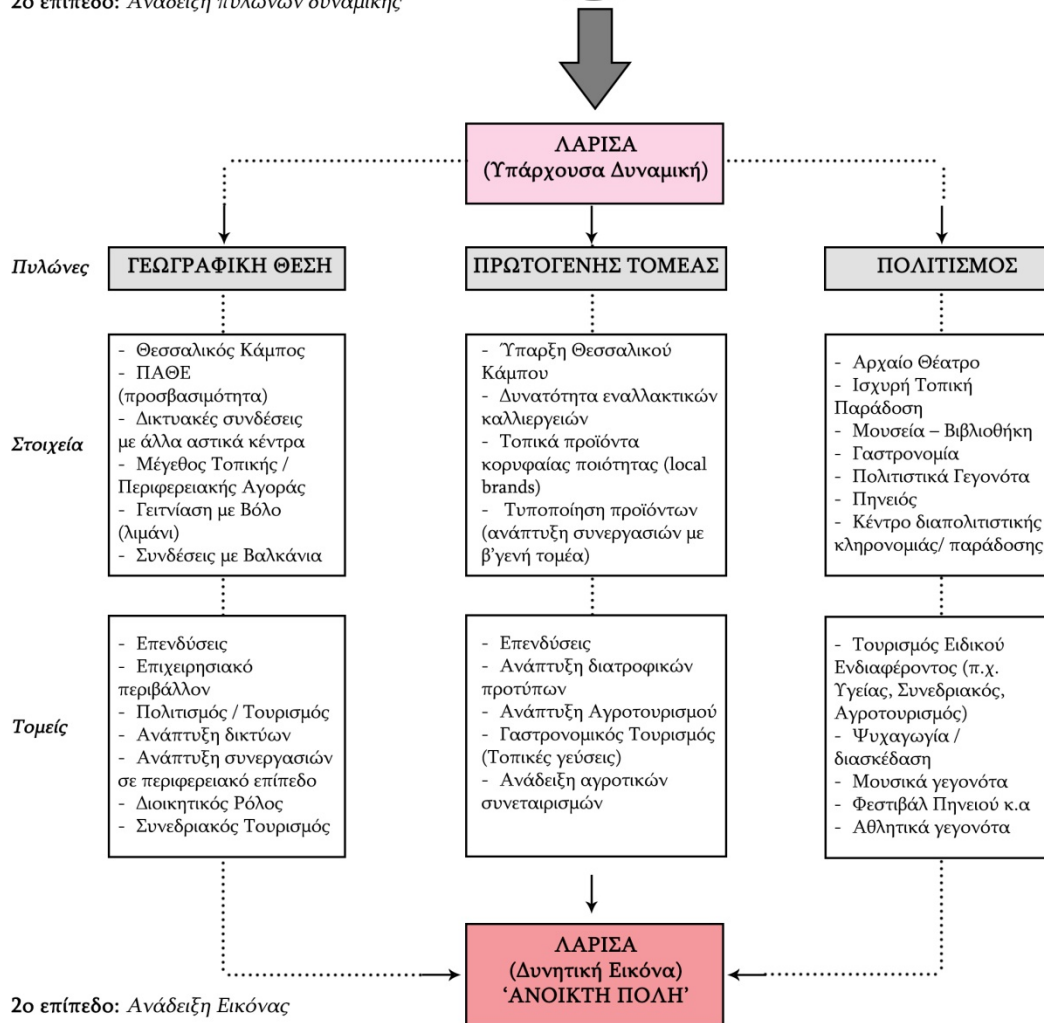 2ο επίπεδο: Ανάδειξη πυλώνων δυναμικής
ΛΑΡΙΣΑ
(Υπάρχουσα Δυναμική)
Πυλώνες
ΓΕΩΓΡΑΦΙΚΗ ΘΕΣΗ
ΠΡΩΤΟΓΕΝΗΣ ΤΟΜΕΑΣ
ΠΟΛΙΤΙΣΜΟΣ
Στοιχεία
- Θεσσαλικός Κάμπος
- ΠΑΘΕ
(προσβασιμότητα)
- Δικτυακές συνδέσεις
με άλλα αστικά κέντρα
- Μέγεθος Τοπικής /
Περιφερειακής Αγοράς
- Γειτνίαση με Βόλο
(λιμάνι)
- Συνδέσεις με Βαλκάνια
- Ύπαρξη Θεσσαλικού
Κάμπου
- Δυνατότητα εναλλακτικών
καλλιεργειών
- Τοπικά προϊόντα
κορυφαίας ποιότητας (local
brands)
- Τυποποίηση προϊόντων
(ανάπτυξη συνεργασιών με
β'γενή τομέα)
- Αρχαίο Θέατρο
- Ισχυρή Τοπική
Παράδοση
- Μουσεία – Βιβλιοθήκη
- Γαστρονομία
- Πολιτιστικά Γεγονότα
- Πηνειός
- Κέντρο διαπολιτιστικής
κληρονομιάς/ παράδοσης
Τομείς
- Επενδύσεις
- Επιχειρησιακό
περιβάλλον
- Πολιτισμός / Τουρισμός
- Ανάπτυξη δικτύων
- Ανάπτυξη συνεργασιών
σε περιφερειακό επίπεδο
- Διοικητικός Ρόλος
- Συνεδριακός Τουρισμός
- Επενδύσεις
- Ανάπτυξη διατροφικών
προτύπων
- Ανάπτυξη Αγροτουρισμού
- Γαστρονομικός Τουρισμός
(Τοπικές γεύσεις)
- Ανάδειξη αγροτικών
συνεταιρισμών
- Τουρισμός Ειδικού
Ενδιαφέροντος (π.χ.
Υγείας, Συνεδριακός,
Αγροτουρισμός)
- Ψυχαγωγία /
διασκέδαση
- Μουσικά γεγονότα
- Φεστιβάλ Πηνειού κ.α
- Αθλητικά γεγονότα
ΛΑΡΙΣΑ
(Δυνητική Εικόνα)
'ΑΝΟΙΚΤΗ ΠΟΛΗ'
2ο επίπεδο: Ανάδειξη Εικόνας